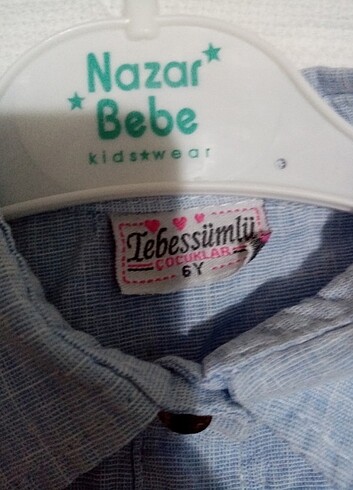 Nazar
Bebe
kids★wear
Tebessümlü
ÇOCUKLAR
6Y